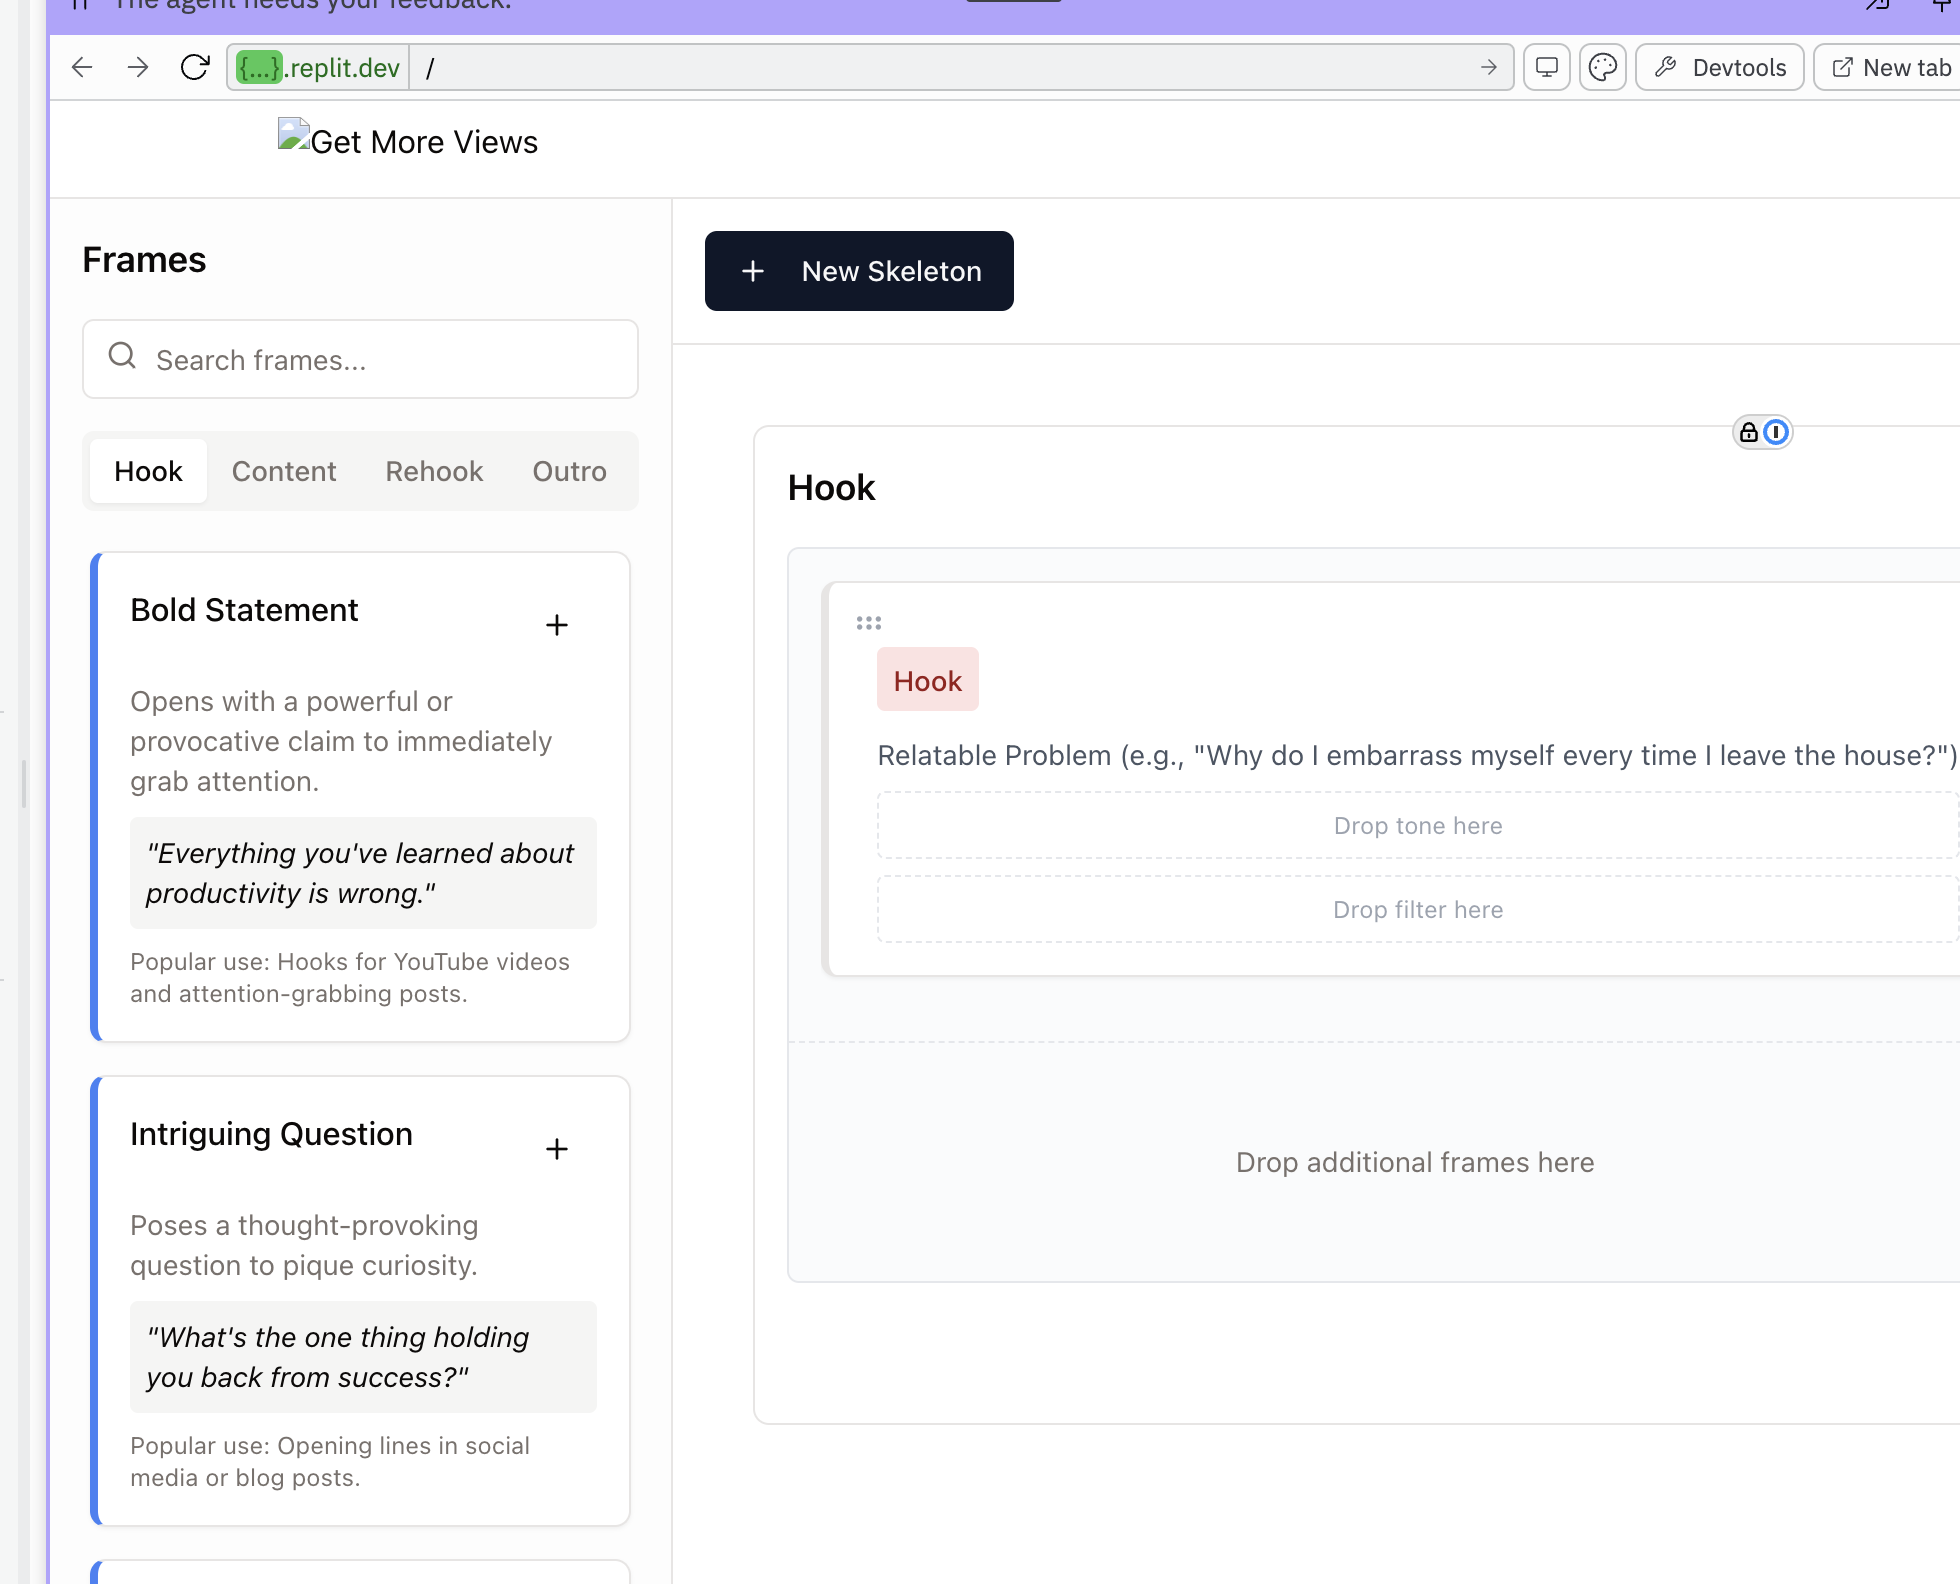 The agent needs your feedback.
{...}.replit.dev /
Devtools
New tab
Get More Views
Frames
Search frames...
Hook Content Rehook Outro
Bold Statement
Opens with a powerful or
provocative claim to immediately
grab attention.
"Everything you've learned about
productivity is wrong."
Popular use: Hooks for YouTube videos
and attention-grabbing posts.
Intriguing Question
Poses a thought-provoking
question to pique curiosity.
"What's the one thing holding
you back from success?"
Popular use: Opening lines in social
media or blog posts.
New Skeleton
Hook
Hook
Relatable Problem (e.g., "Why do I embarrass myself every time I leave the house?")
Drop tone here
Drop filter here
Drop additional frames here